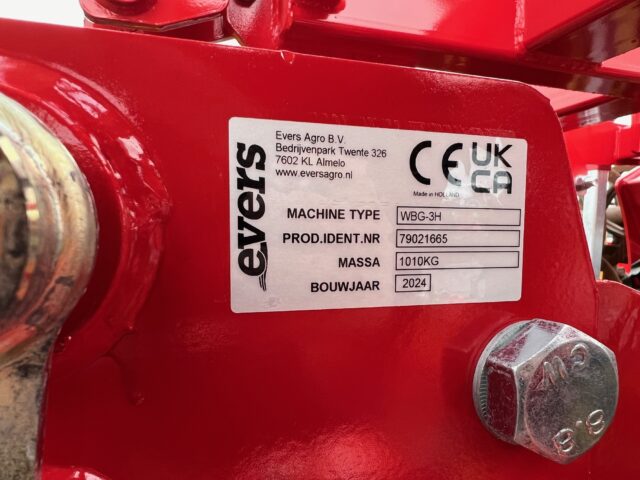 evers
Evers Agro B.V.
Bedrijvenpark Twente 326
7602 KL Almelo
www.eversagro.nl
CE UK CA
Made in HOLLAND
MACHINE TYPE WBG-3H
PROD.IDENT.NR 79021665
MASSA 1010KG
BOUWJAAR 2024
8.8